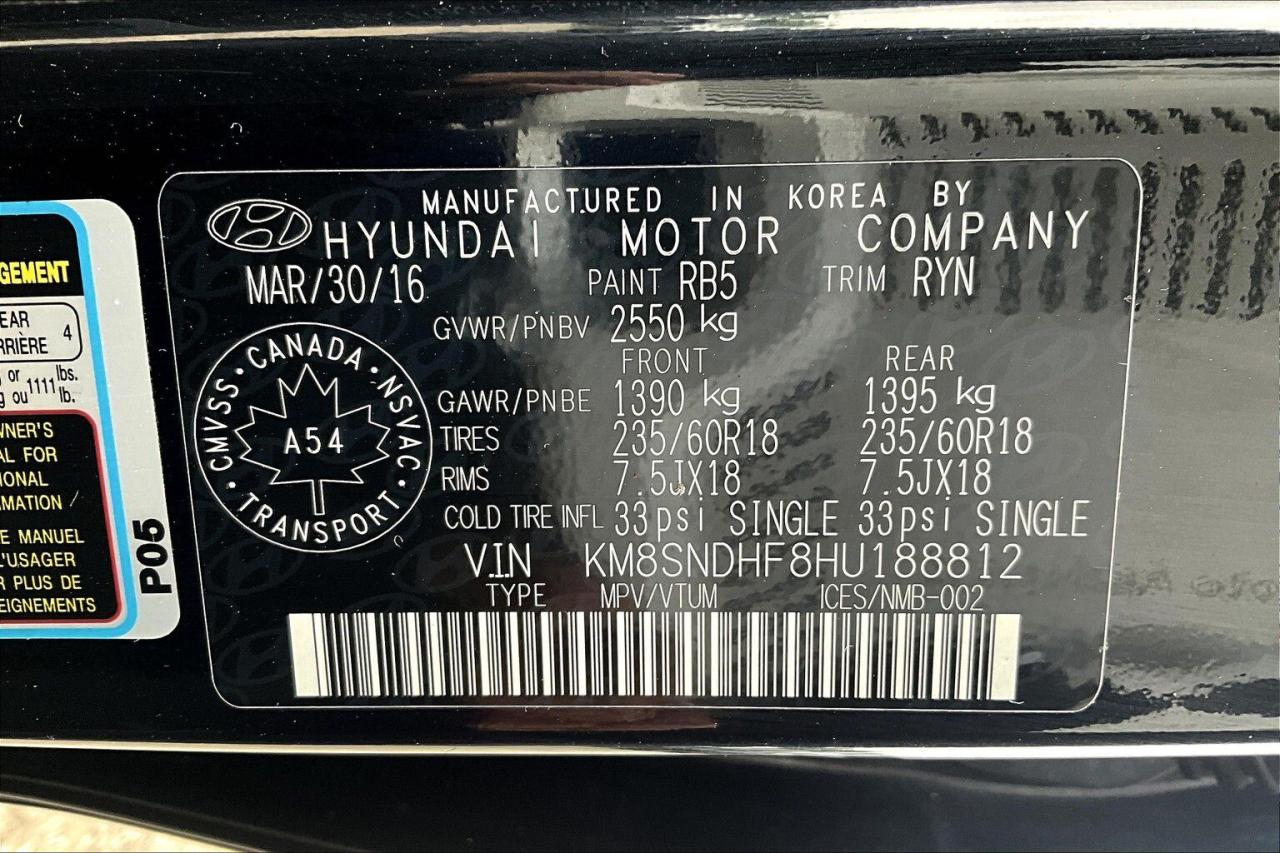 MANUFACTURED IN KOREA BY
HYUNDAI MOTOR COMPANY
MAR/30/16 PAINT RB5 TRIM RYN
GVWR/PNBV 2550 kg
FRONT REAR
GAWR/PNBE 1390 kg 1395 kg
TIRES 235/60R18 235/60R18
RIMS 7.5JX18 7.5JX18
COLD TIRE INFL 33psi SINGLE 33psi SINGLE
V.I.N KM8SNDHF8HU188812
TYPE MPV/VTUM ICES/NMB-002
CANADA
CMVSS · NSVAC
A54
TRANSPORT
GEMENT
EAR
RRIÈRE 4
or 1111 lbs.
g ou lb.
WNER'S
AL FOR
IONAL
RMATION /
E MANUEL
L'USAGER
R PLUS DE
EIGNEMENTS
P05